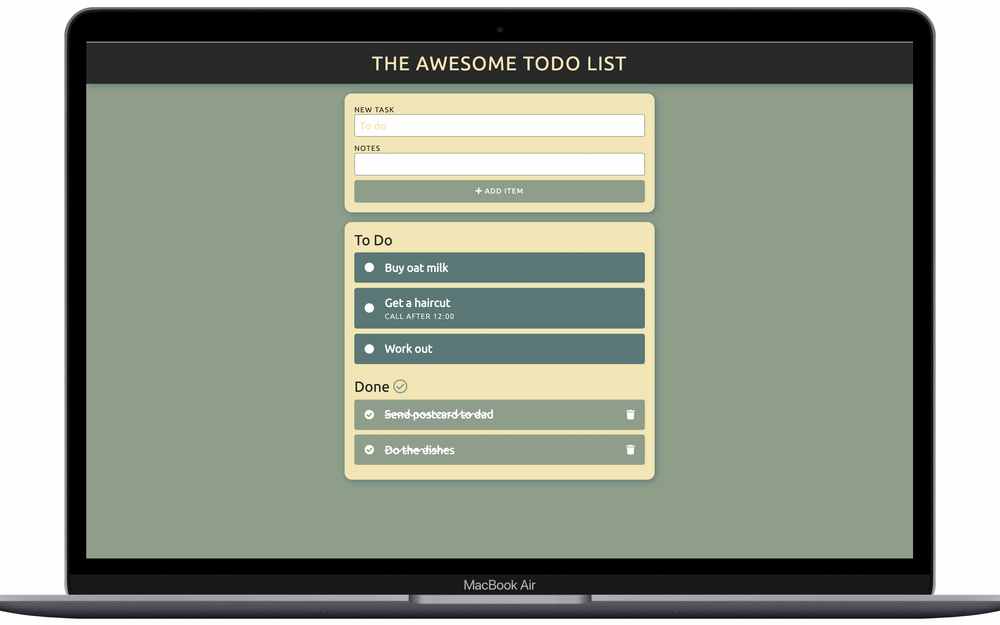 THE AWESOME TODO LIST
NEW TASK
To do
NOTES
+ ADD ITEM
To Do
Buy oat milk
Get a haircut
CALL AFTER 12:00
Work out
Done
Send postcard to dad
Do the dishes
MacBook Air